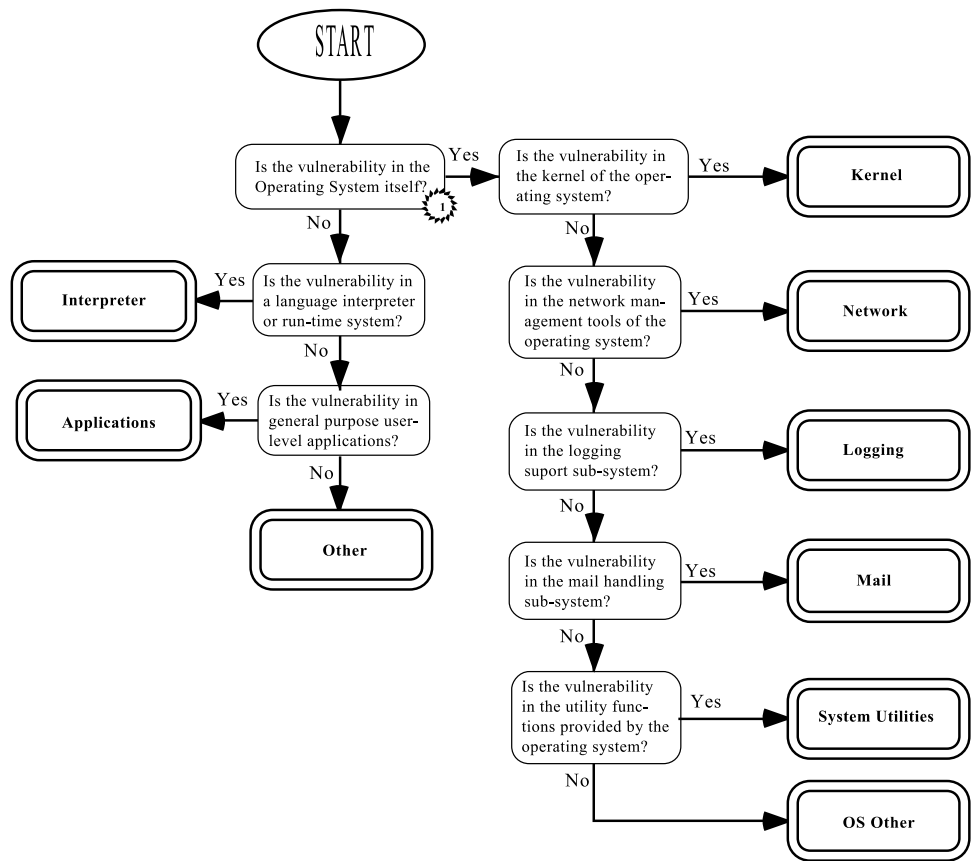 START
Is the vulnerability in the
Operating System itself?
1
Yes
No
Is the vulnerability in
the kernel of the oper-
ating system?
Yes
Kernel
No
Is the vulnerability in
a language interpreter
or run-time system?
Yes
Interpreter
No
Is the vulnerability
in the network man-
agement tools of the
operating system?
Yes
Network
No
Is the vulnerability in
general purpose user-
level applications?
Yes
Applications
No
Other
Is the vulnerability
in the logging
suport sub-system?
Yes
Logging
No
Is the vulnerability
in the mail handling
sub-system?
Yes
Mail
No
Is the vulnerability
in the utility func-
tions provided by the
operating system?
Yes
System Utilities
No
OS Other